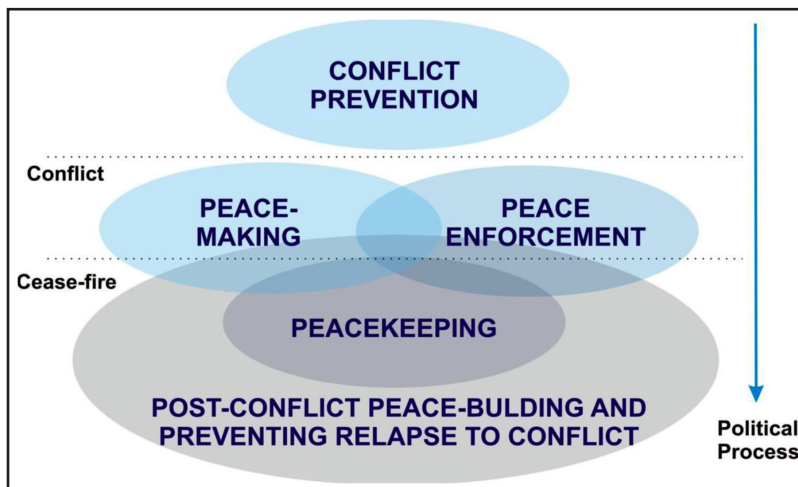 CONFLICT
PREVENTION
Conflict
PEACE-
MAKING
PEACE
ENFORCEMENT
Cease-fire
PEACEKEEPING
POST-CONFLICT PEACE-BULDING AND
PREVENTING RELAPSE TO CONFLICT
Political
Process